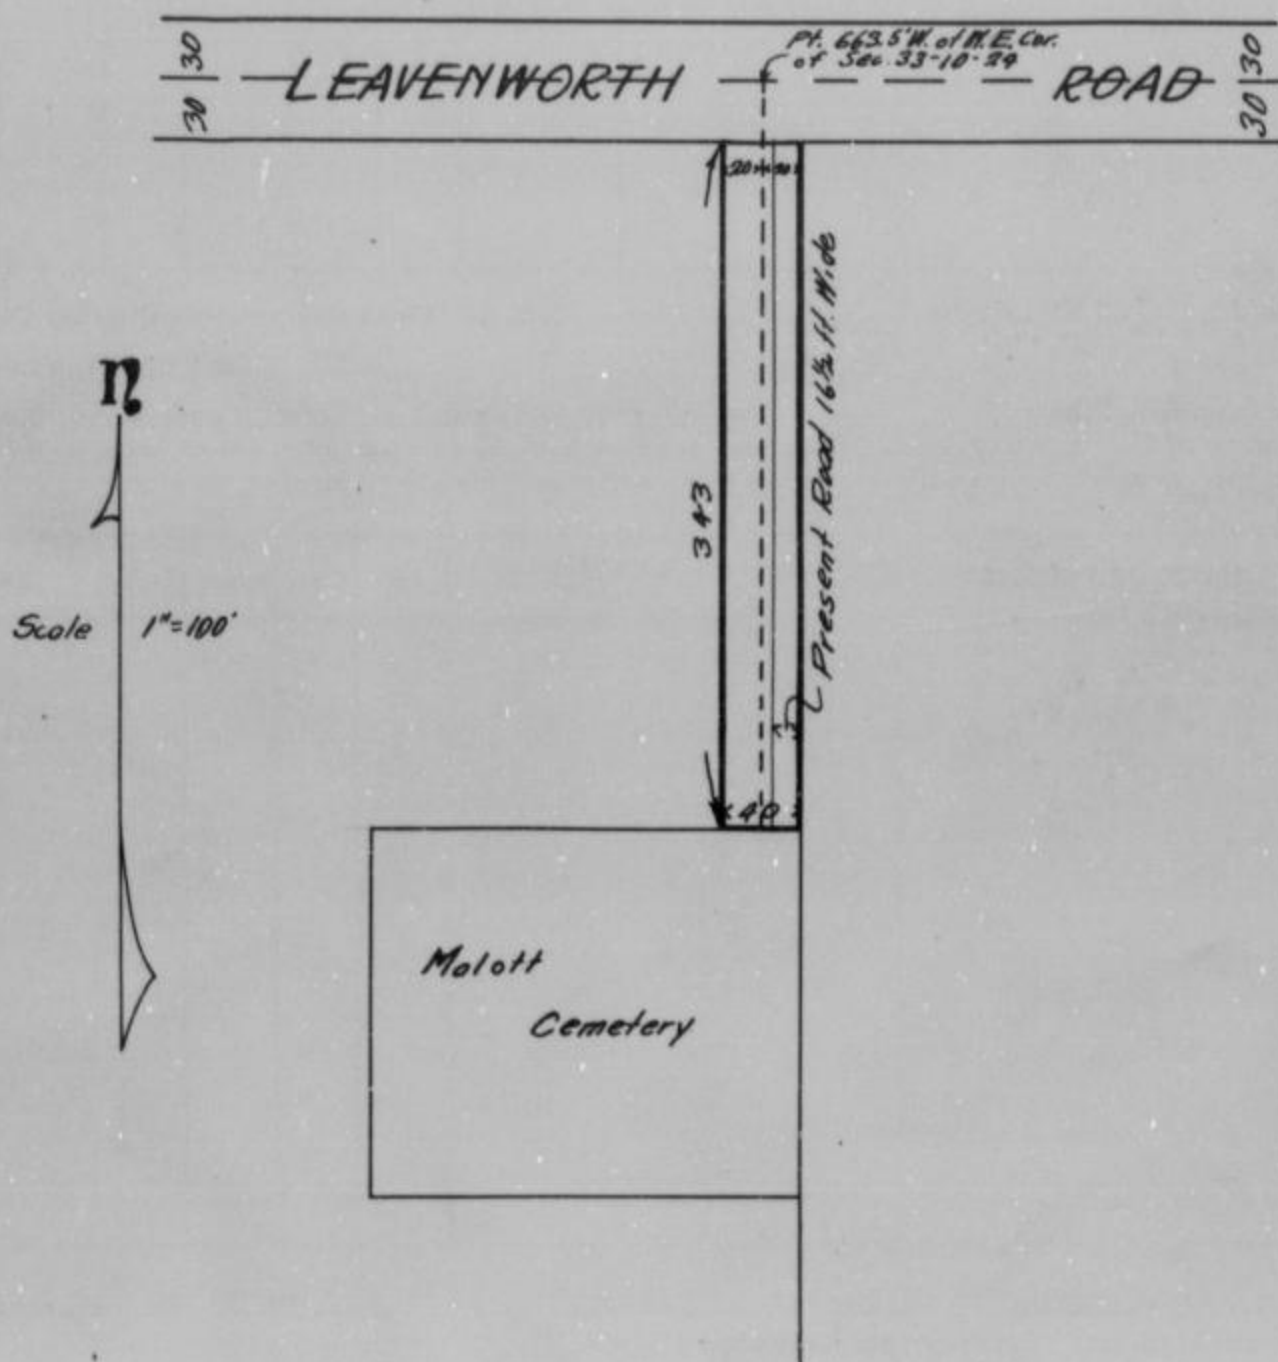 30 30
LEAVENWORTH ROAD
Pt. 663.5' W. of N.E. Cor.
of Sec. 33-10-24
30 30
20
343
Present Road 16½ ft. Wide
n
Scale 1"=100'
40
Malott
Cemetery